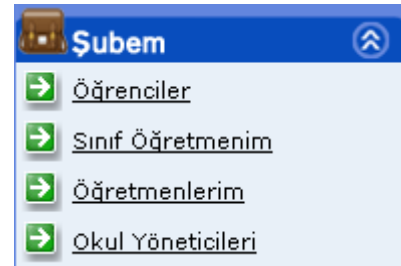 Şubem
Öğrenciler
Sınıf Öğretmenim
Öğretmenlerim
Okul Yöneticileri